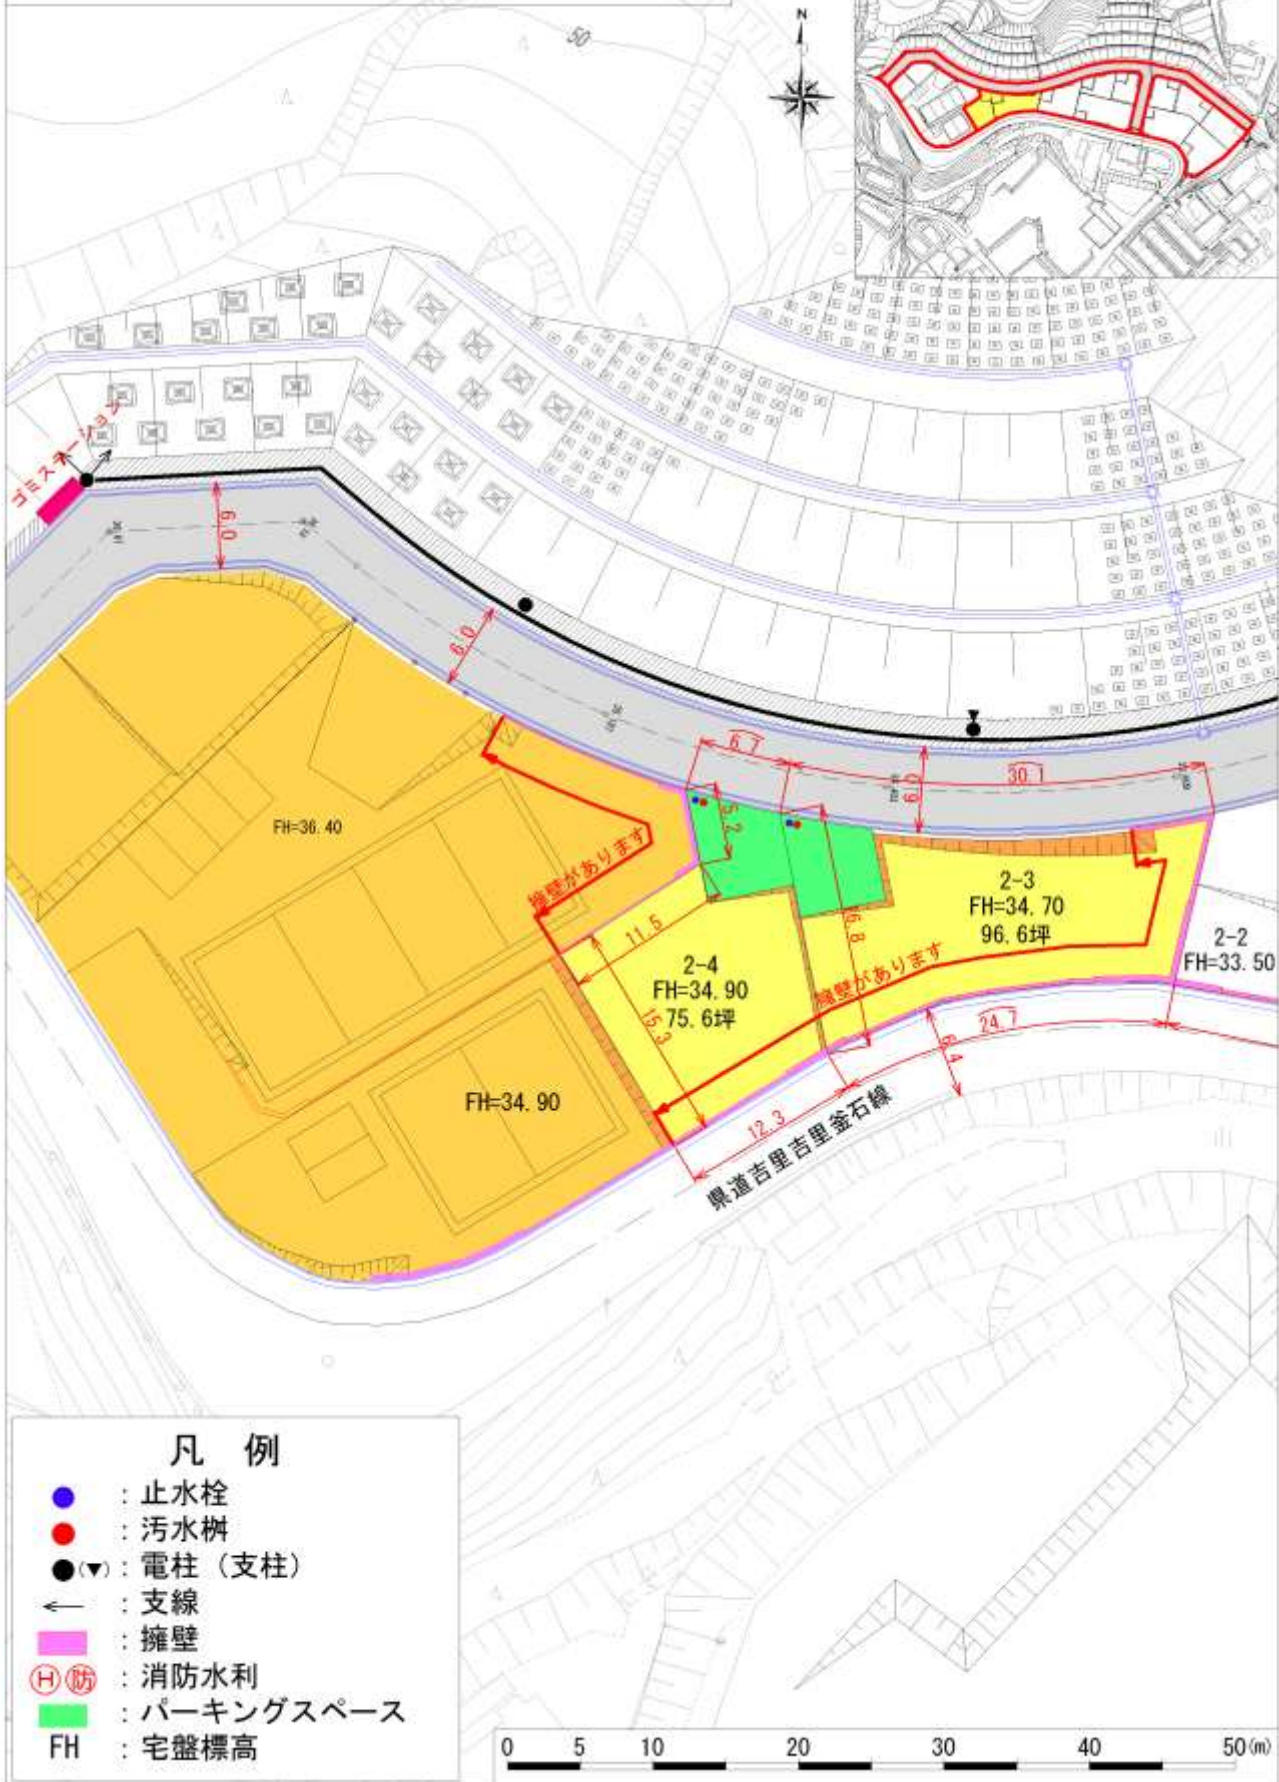 N
50
ゴミステーション
6.0
6.0
6.7
30.1
6.0
5.2
FH=36.40
擁壁があります
11.5
2-3
FH=34.70
96.6坪
2-2
FH=33.50
2-4
FH=34.90
75.6坪
擁壁があります
15.3
24.7
6.4
FH=34.90
12.3
県道吉里吉里釜石線
凡 例
: 止水栓
: 汚水桝
(▼) : 電柱（支柱）
: 支線
: 擁壁
H 防 : 消防水利
: パーキングスペース
FH : 宅盤標高
0 5 10 20 30 40 50(m)